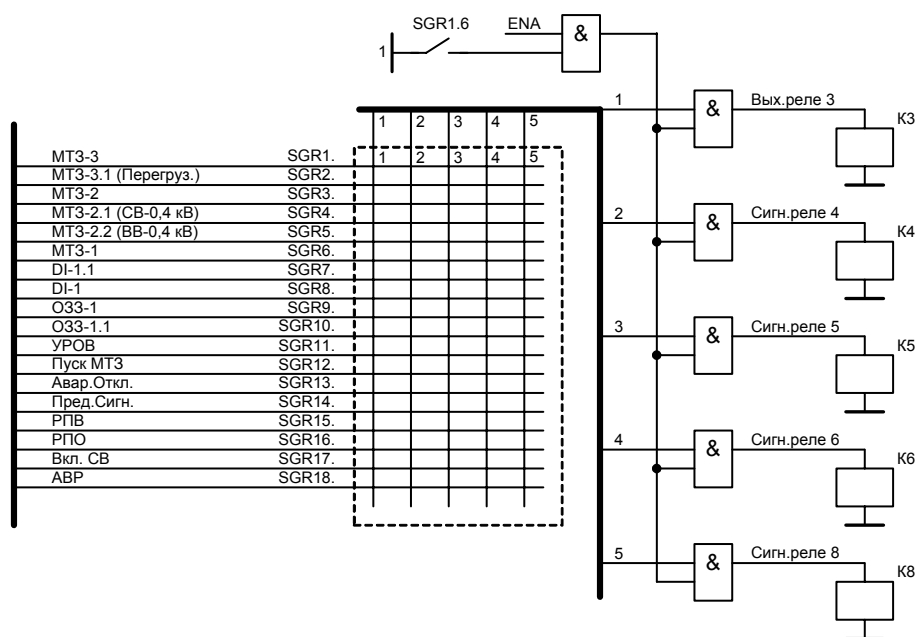 SGR1.6 ENA
1
&
1 & Вых.реле 3 К3
1 2 3 4 5
МТЗ-3 SGR1. 1 2 3 4 5
МТЗ-3.1 (Перегруз.) SGR2.
МТЗ-2 SGR3.
МТЗ-2.1 (СВ-0,4 кВ) SGR4.
МТЗ-2.2 (ВВ-0,4 кВ) SGR5.
МТЗ-1 SGR6.
DI-1.1 SGR7.
DI-1 SGR8.
ОЗЗ-1 SGR9.
ОЗЗ-1.1 SGR10.
УРОВ SGR11.
Пуск МТЗ SGR12.
Авар.Откл. SGR13.
Пред.Сигн. SGR14.
РПВ SGR15.
РПО SGR16.
Вкл. СВ SGR17.
АВР SGR18.
2 & Сигн.реле 4 К4
3 & Сигн.реле 5 К5
4 & Сигн.реле 6 К6
5 & Сигн.реле 8 К8